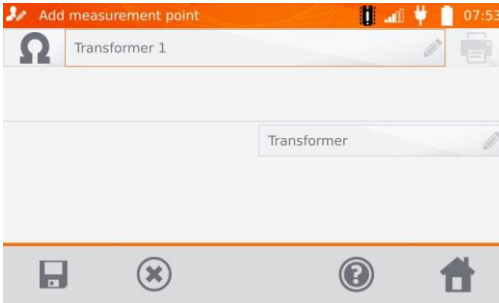 Add measurement point 07:53
Ω Transformer 1
Transformer